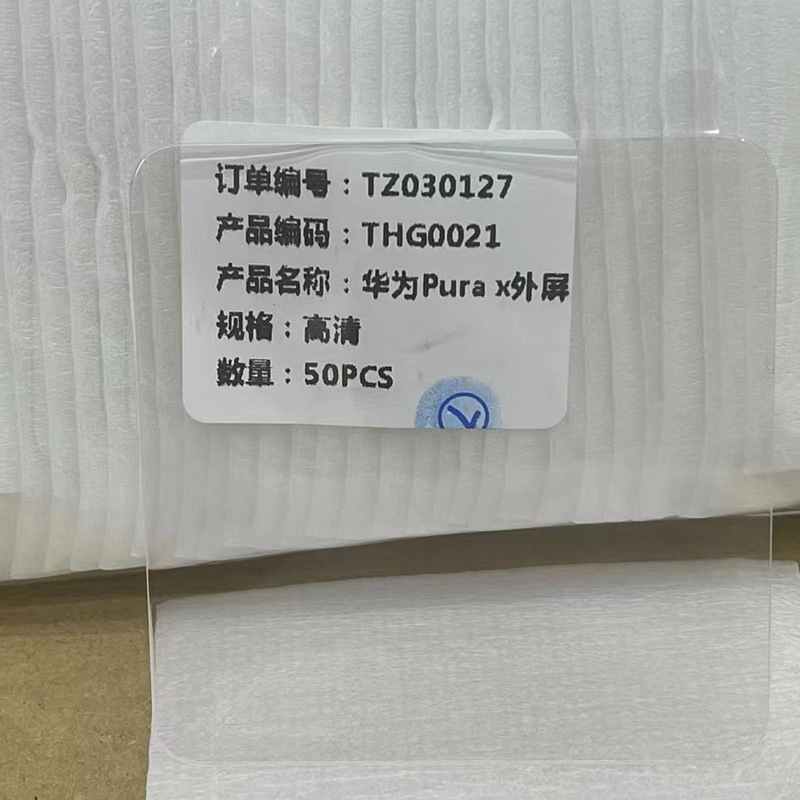 订单编号：TZ030127
产品编码：THG0021
产品名称：华为Pura x外屏
规格：高清
数量：50PCS